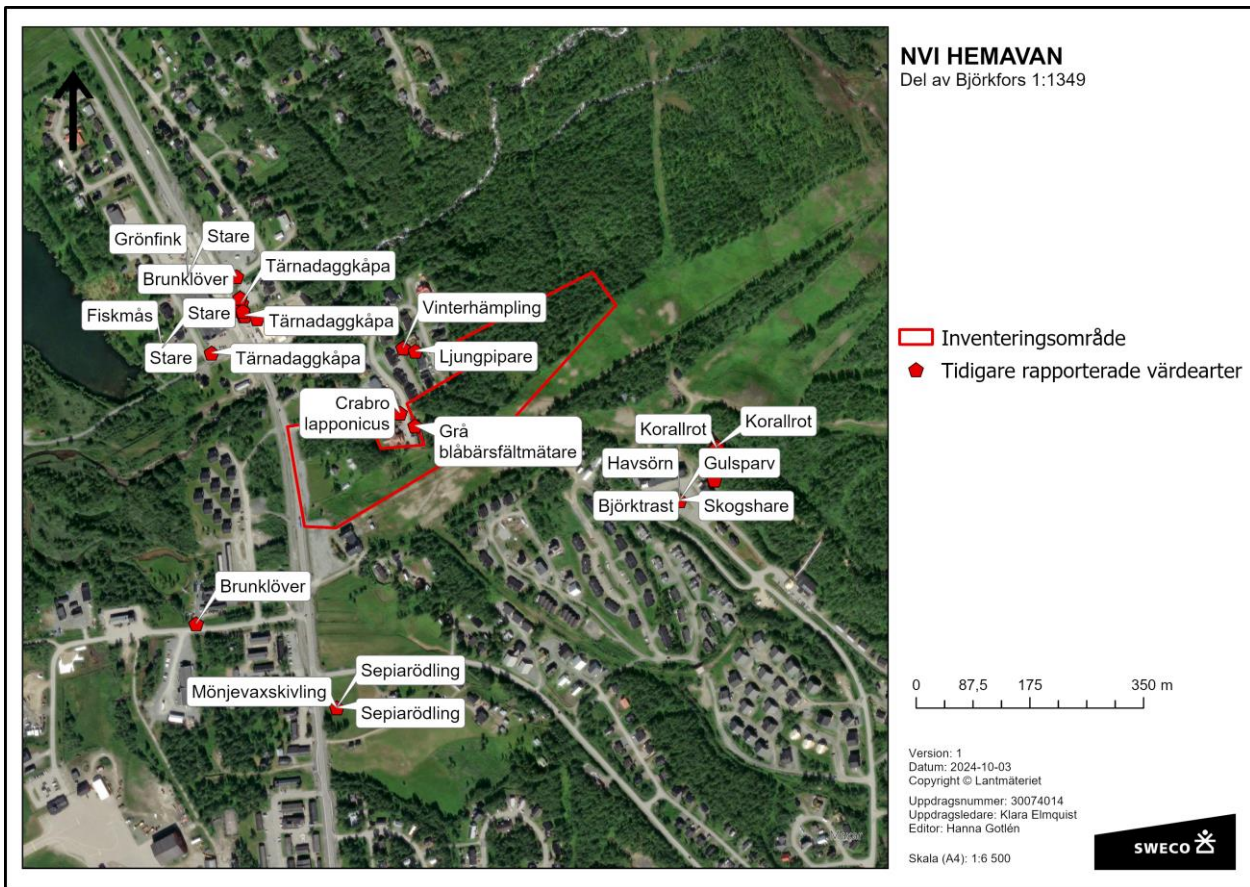 NVI HEMAVAN
Del av Björkfors 1:1349
Grönfink
Stare
Brunklöver
Tärnadaggkåpa
Fiskmås
Stare
Tärnadaggkåpa
Stare
Tärnadaggkåpa
Vinterhämpling
Ljungpipare
Crabro
lapponicus
Grå
blåbärsfältmätare
Korallrot
Korallrot
Havsörn
Gulsparv
Björktrast
Skogshare
Brunklöver
Sepiarödling
Mönjevaxskivling
Sepiarödling
Inventeringsområde
Tidigare rapporterade värdearter
0 87,5 175 350 m
Version: 1
Datum: 2024-10-03
Copyright © Lantmäteriet
Uppdragsnummer: 30074014
Uppdragsledare: Klara Elmquist
Editor: Hanna Gotlén
Skala (A4): 1:6 500
SWECO